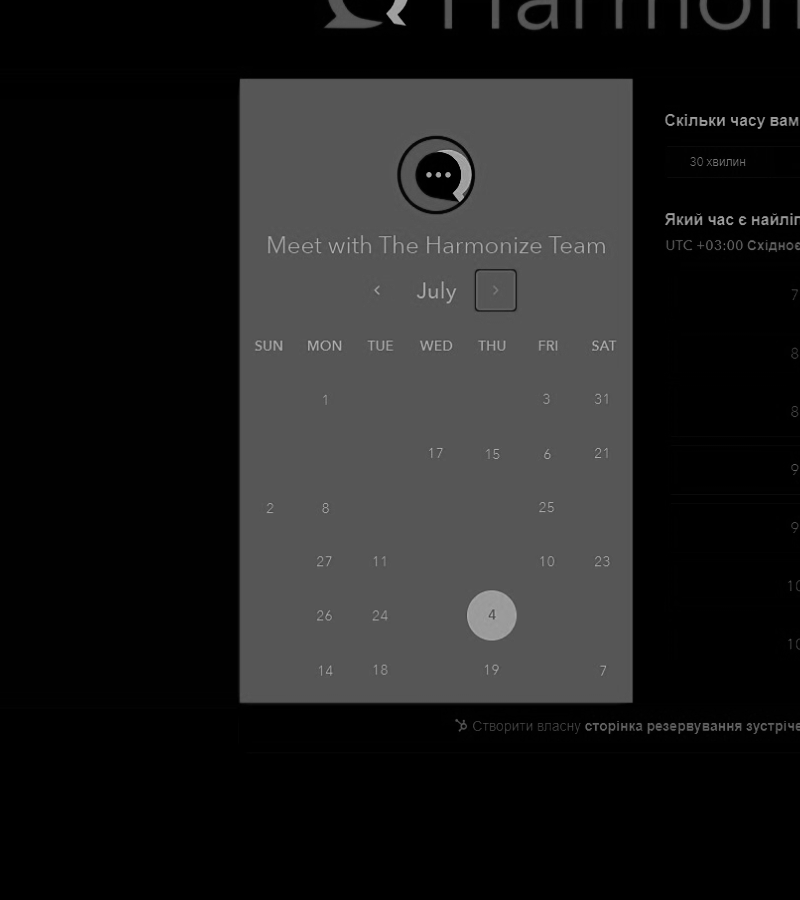 Harmon
Meet with The Harmonize Team
July
SUN MON TUE WED THU FRI SAT
1 3 31
17 15 6 21
2 8 25
27 11 10 23
26 24 4
14 18 19 7
Скільки часу вам
30 хвилин
Який час є найліп
UTC +03:00 Східноє
7
8
8
9
9
10
10
Створити власну сторінка резервування зустріче